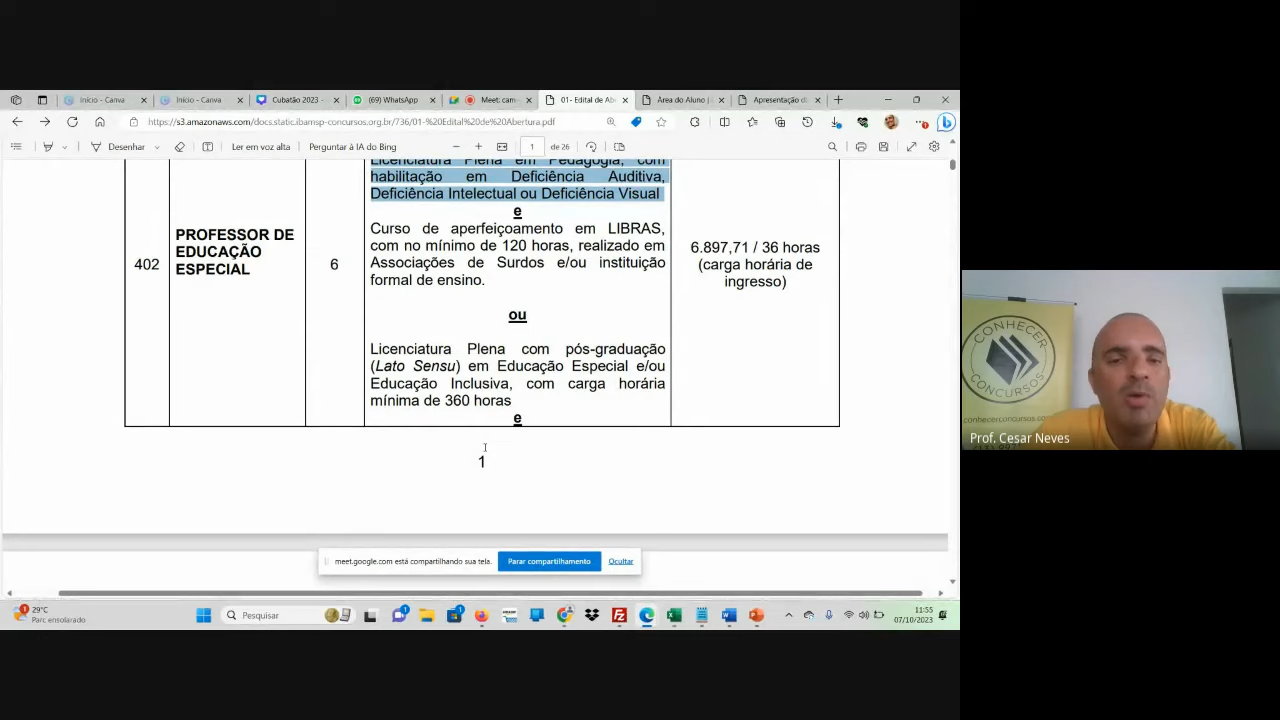 Início - Canva
Início - Canva
Cubatão 2023 -
(69) WhatsApp
Meet: cam-
01- Edital de Ab
Área do Aluno |
Apresentação d
https://s3.amazonaws.com/docs.static.ibamsp-concursos.org.br/736/01-%20Edital%20de%20Abertura.pdf
Desenhar
Ler em voz alta
Perguntar à IA do Bing
1
de 26
Licenciatura Plena em Pedagogia, com
habilitação em Deficiência Auditiva,
Deficiência Intelectual ou Deficiência Visual
e
Curso de aperfeiçoamento em LIBRAS,
com no mínimo de 120 horas, realizado em
Associações de Surdos e/ou instituição
formal de ensino.
ou
Licenciatura Plena com pós-graduação
(Lato Sensu) em Educação Especial e/ou
Educação Inclusiva, com carga horária
mínima de 360 horas
e
402
PROFESSOR DE
EDUCAÇÃO
ESPECIAL
6
6.897,71 / 36 horas
(carga horária de
ingresso)
1
meet.google.com está compartilhando sua tela.
Parar compartilhamento
Ocultar
CONHECER
CONCURSOS
Prof. Cesar Neves
29°C
Parc ensolarado
Pesquisar
11:55
07/10/2023